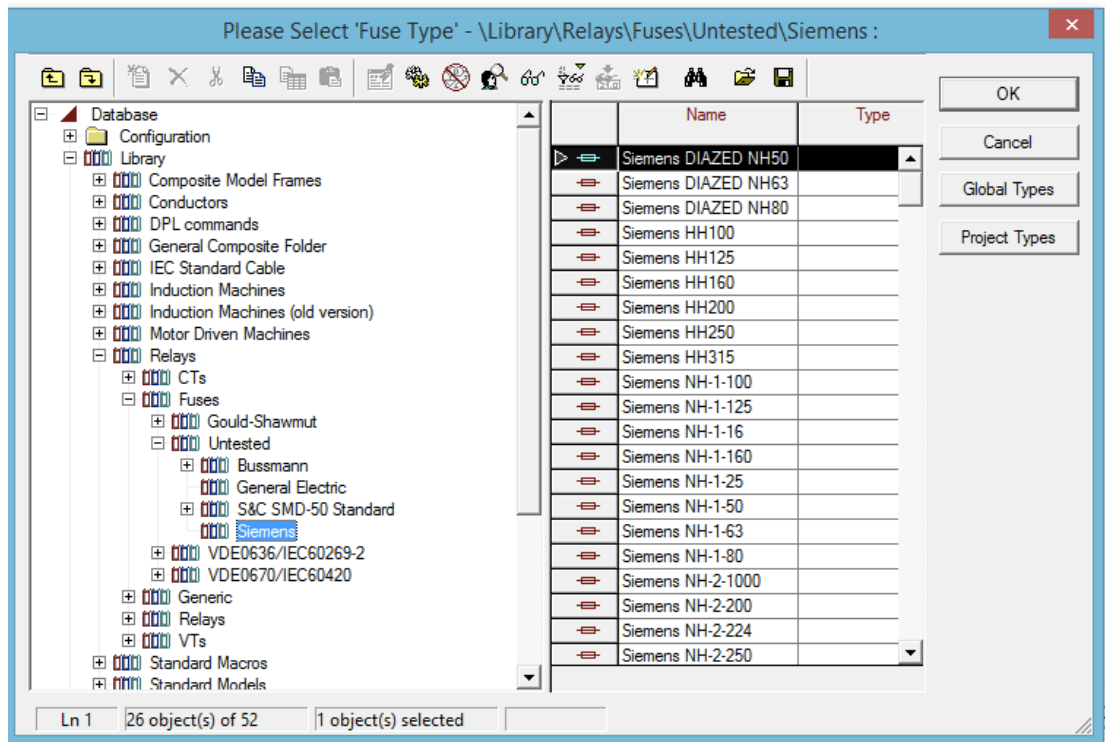 Please Select 'Fuse Type' - \Library\Relays\Fuses\Untested\Siemens :
Database
Configuration
Library
Composite Model Frames
Conductors
DPL commands
General Composite Folder
IEC Standard Cable
Induction Machines
Induction Machines (old version)
Motor Driven Machines
Relays
CTs
Fuses
Gould-Shawmut
Untested
Bussmann
General Electric
S&C SMD-50 Standard
Siemens
VDE0636/IEC60269-2
VDE0670/IEC60420
Generic
Relays
VTs
Standard Macros
Standard Models
Name Type
Siemens DIAZED NH50
Siemens DIAZED NH63
Siemens DIAZED NH80
Siemens HH100
Siemens HH125
Siemens HH160
Siemens HH200
Siemens HH250
Siemens HH315
Siemens NH-1-100
Siemens NH-1-125
Siemens NH-1-16
Siemens NH-1-160
Siemens NH-1-25
Siemens NH-1-50
Siemens NH-1-63
Siemens NH-1-80
Siemens NH-2-1000
Siemens NH-2-200
Siemens NH-2-224
Siemens NH-2-250
OK
Cancel
Global Types
Project Types
Ln 1 26 object(s) of 52 1 object(s) selected